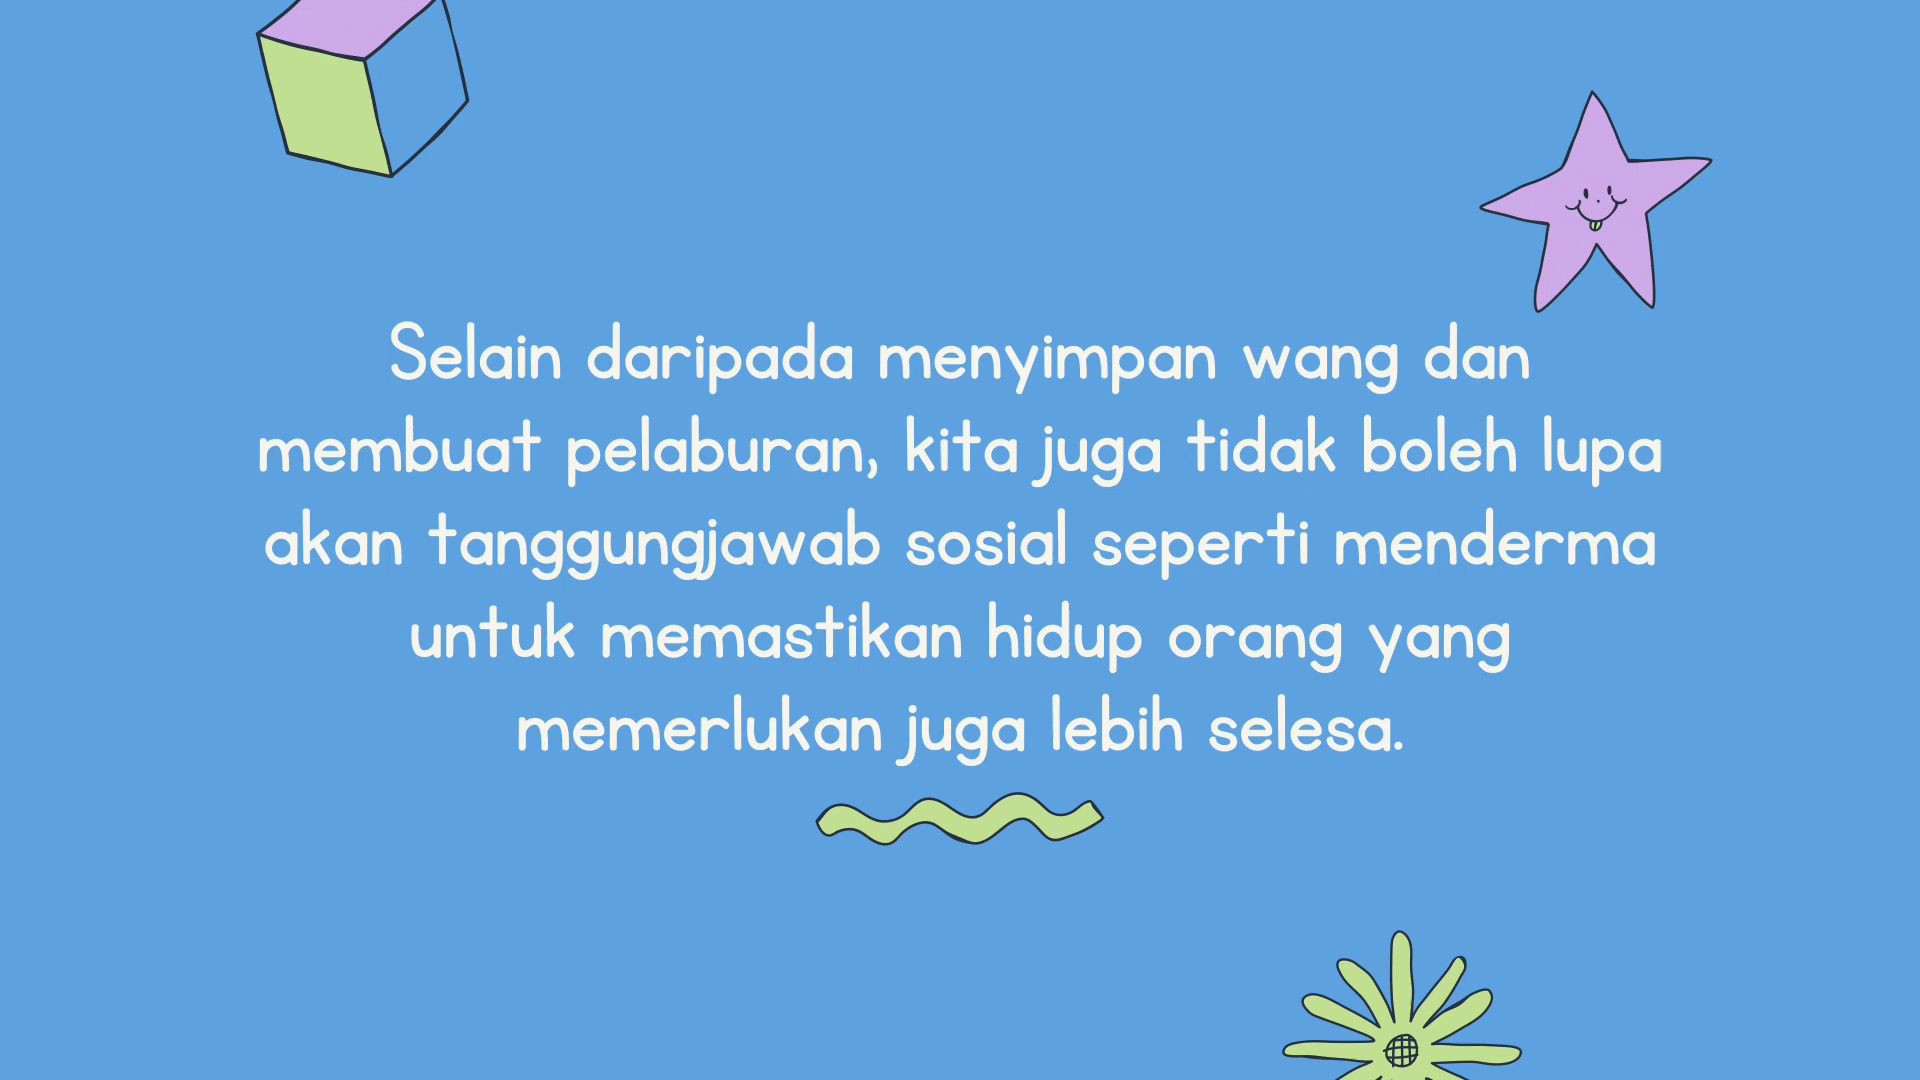 Selain daripada menyimpan wang dan
membuat pelaburan, kita juga tidak boleh lupa
akan tanggungjawab sosial seperti menderma
untuk memastikan hidup orang yang
memerlukan juga lebih selesa.